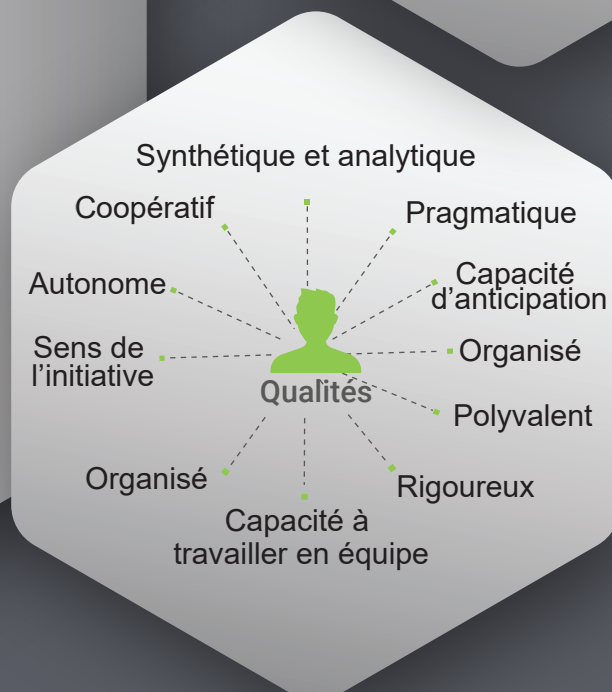 Synthétique et analytique
Coopératif
Pragmatique
Autonome
Capacité
d’anticipation
Sens de
l’initiative
Organisé
Qualités
Polyvalent
Organisé
Rigoureux
Capacité à
travailler en équipe